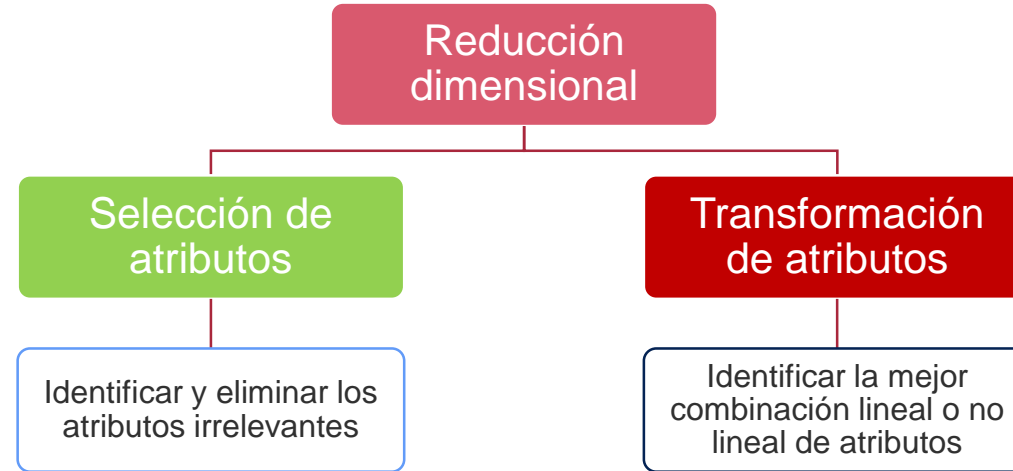 Reducción
dimensional
Selección de
atributos
Transformación
de atributos
Identificar y eliminar los
atributos irrelevantes
Identificar la mejor
combinación lineal o no
lineal de atributos